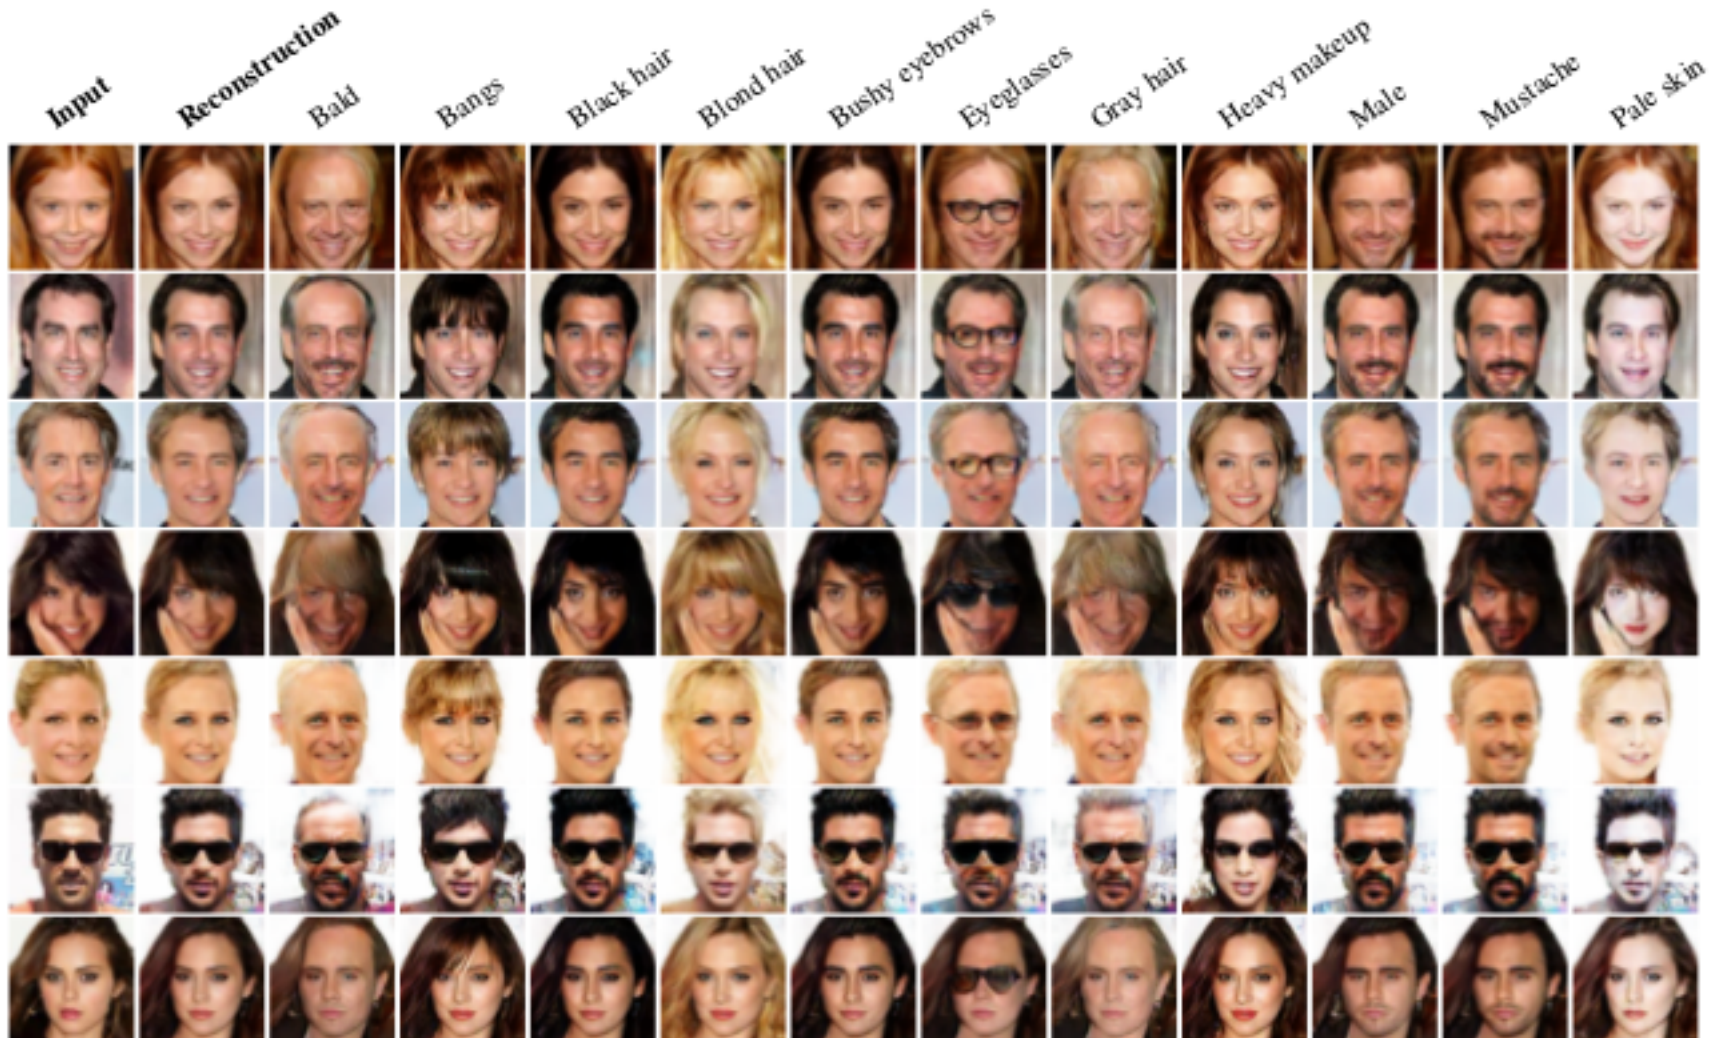 Input
Reconstruction
Bald
Bangs
Black hair
Blond hair
Bushy eyebrows
Eyeglasses
Gray hair
Heavy makeup
Male
Mustache
Pale skin